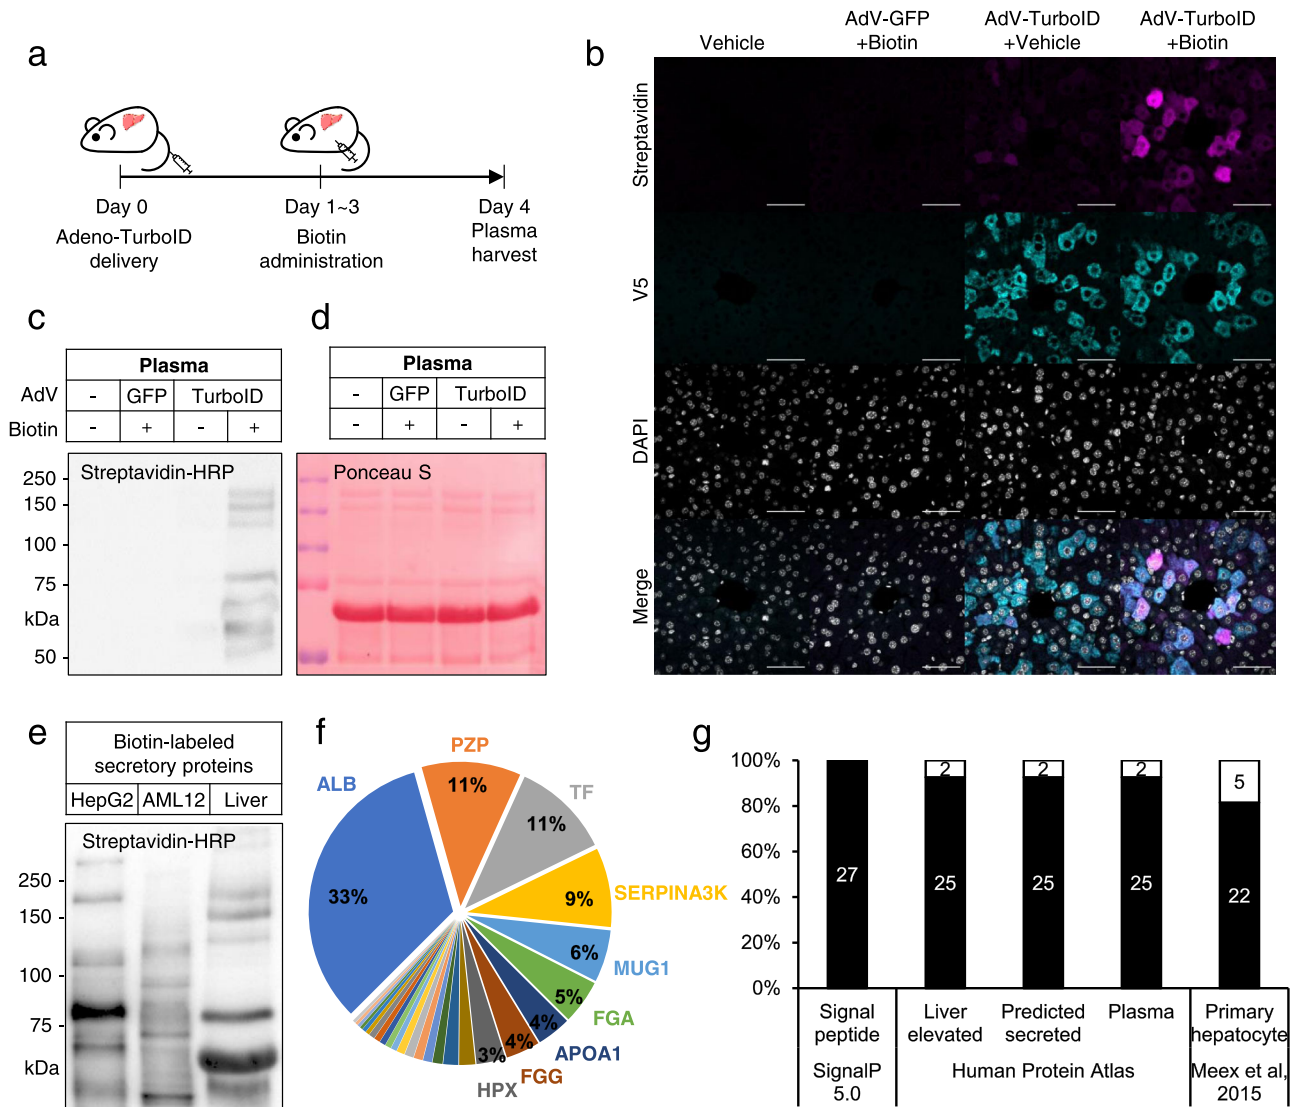 a
Day 0
Adeno-TurboID
delivery
Day 1~3
Biotin
administration
Day 4
Plasma
harvest
b
Vehicle
AdV-GFP
+Biotin
AdV-TurboID
+Vehicle
AdV-TurboID
+Biotin
Streptavidin
V5
DAPI
Merge
c
Plasma
AdV - GFP TurboID
Biotin - + - +
Streptavidin-HRP
250
150
100
75
kDa
50
d
Plasma
- GFP TurboID
- + - +
Ponceau S
e
Biotin-labeled
secretory proteins
HepG2 AML12 Liver
Streptavidin-HRP
250
150
100
75
kDa
f
ALB
33%
PZP
11%
TF
11%
SERPINA3K
9%
MUG1
6%
FGA
5%
APOA1
4%
FGG
4%
HPX
3%
g
100%
80%
60%
40%
20%
0%
27
2
25
2
25
2
25
5
22
Signal
peptide
Liver
elevated
Predicted
secreted
Plasma
Primary
hepatocyte
SignalP
5.0
Human Protein Atlas
Meex et al,
2015